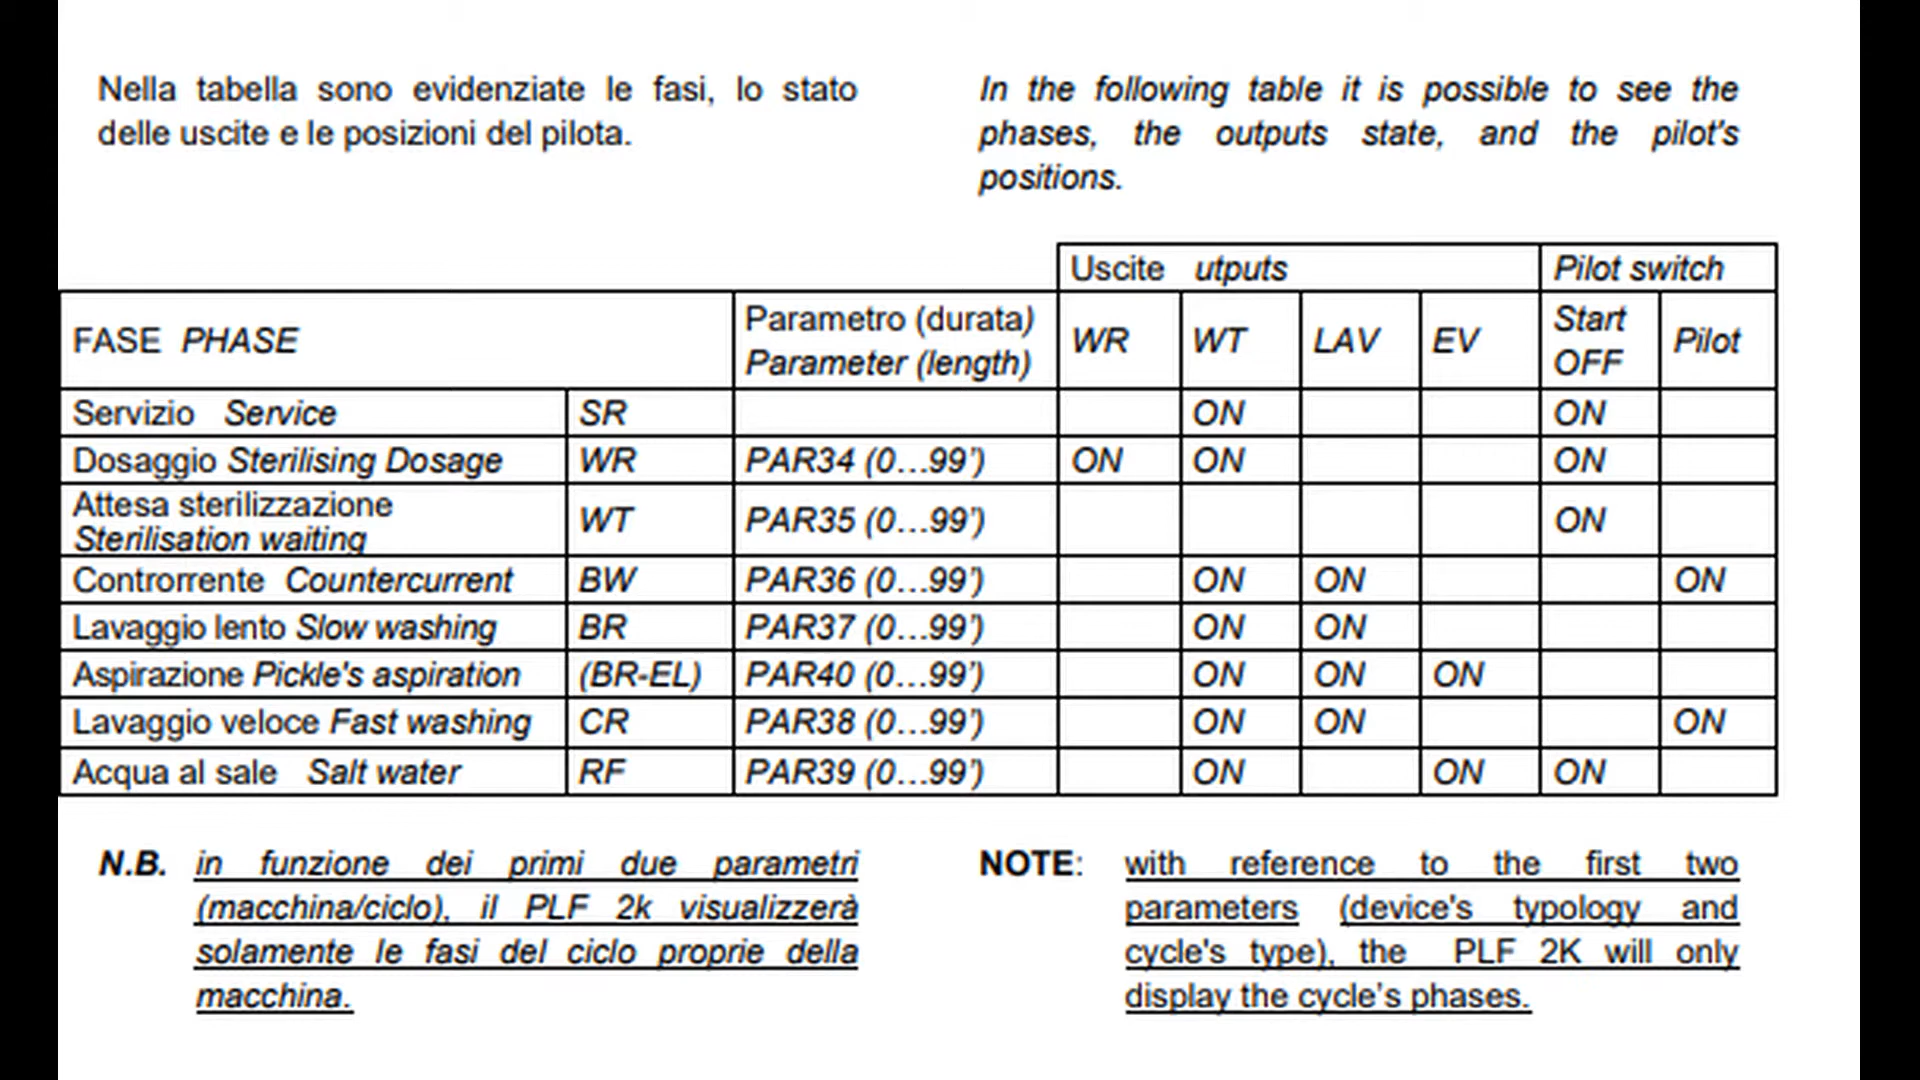 Nella tabella sono evidenziate le fasi, lo stato
delle uscite e le posizioni del pilota.
In the following table it is possible to see the
phases, the outputs state, and the pilot's
positions.
Uscite utputs Pilot switch
FASE PHASE Parametro (durata) Parameter (length) WR WT LAV EV Start OFF Pilot
Servizio Service SR ON ON
Dosaggio Sterilising Dosage WR PAR34 (0...99') ON ON ON
Attesa sterilizzazione
Sterilisation waiting WT PAR35 (0...99') ON
Controrrente Countercurrent BW PAR36 (0...99') ON ON ON
Lavaggio lento Slow washing BR PAR37 (0...99') ON ON
Aspirazione Pickle's aspiration (BR-EL) PAR40 (0...99') ON ON ON
Lavaggio veloce Fast washing CR PAR38 (0...99') ON ON ON
Acqua al sale Salt water RF PAR39 (0...99') ON ON ON
N.B. in funzione dei primi due parametri
(macchina/ciclo), il PLF 2k visualizzerà
solamente le fasi del ciclo proprie della
macchina.
NOTE: with reference to the first two
parameters (device's typology and
cycle's type), the PLF 2K will only
display the cycle's phases.